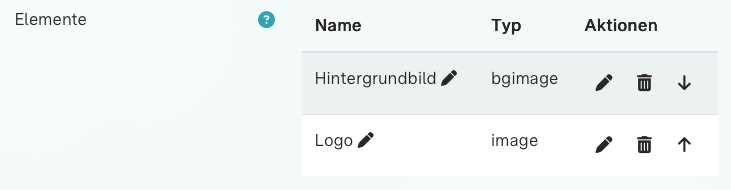 Elemente ?
Name Typ Aktionen
Hintergrundbild bgimage
Logo image